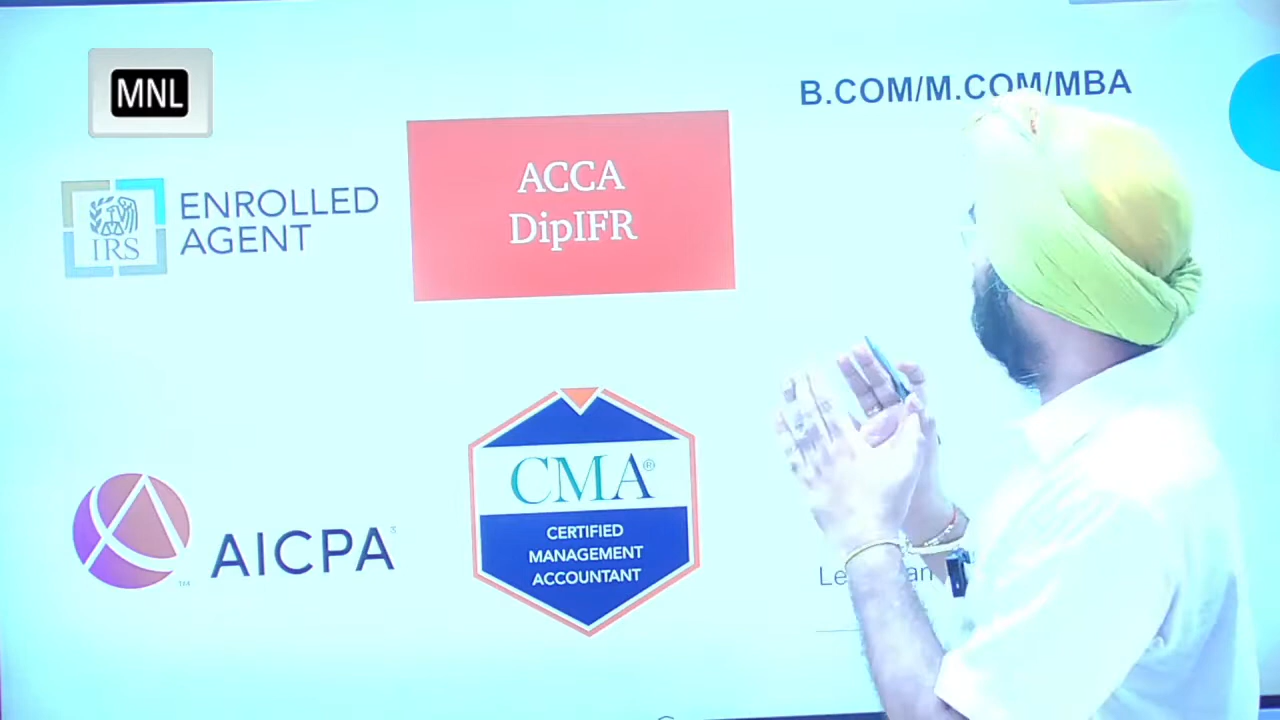 MNL
B.COM/M.COM/MBA
IRS
ENROLLED
AGENT
ACCA
DipIFR
AICPA
CMA®
CERTIFIED
MANAGEMENT
ACCOUNTANT